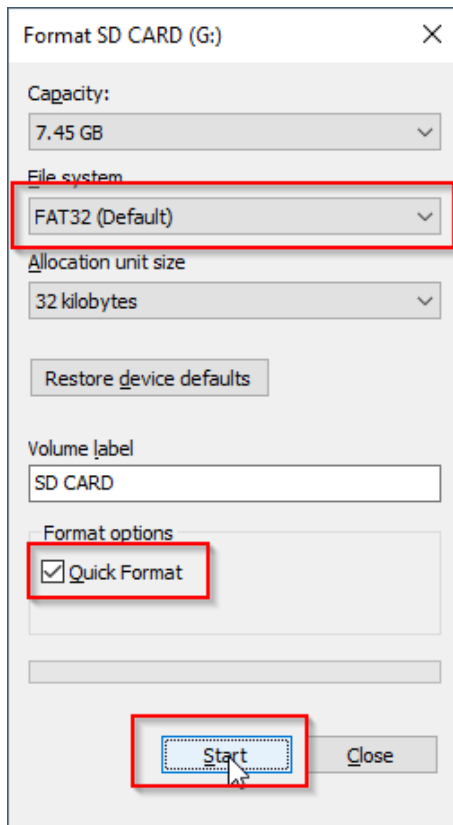 Format SD CARD (G:)
Capacity:
7.45 GB
File system
FAT32 (Default)
Allocation unit size
32 kilobytes
Restore device defaults
Volume label
SD CARD
Format options
Quick Format
Start Close